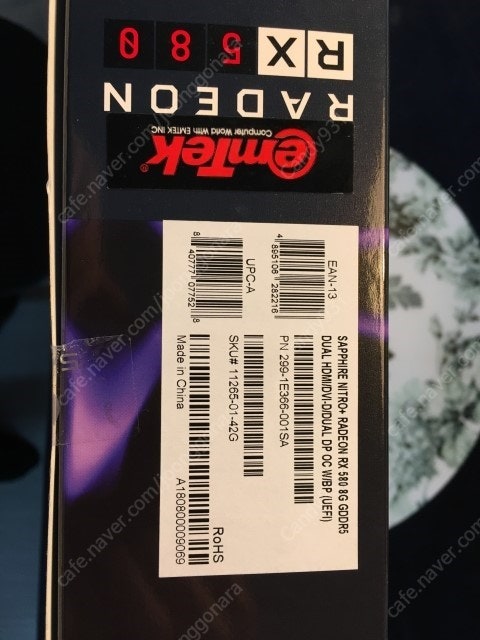 RADEON
RX 580
emTek®
Computer World With EMTEK INC
SAPPHIRE NITRO+ RADEON RX 580 8G GDDR5
DUAL HDMI/DVI-D/DUAL DP OC W/BP (UEFI)
EAN-13
4 895106 282216
PN 299-1E366-001SA
UPC-A
8 40777 07752 8
SKU# 11265-01-42G
Made in China
RoHS
A180800009069
cafe.naver.com/joonggonara